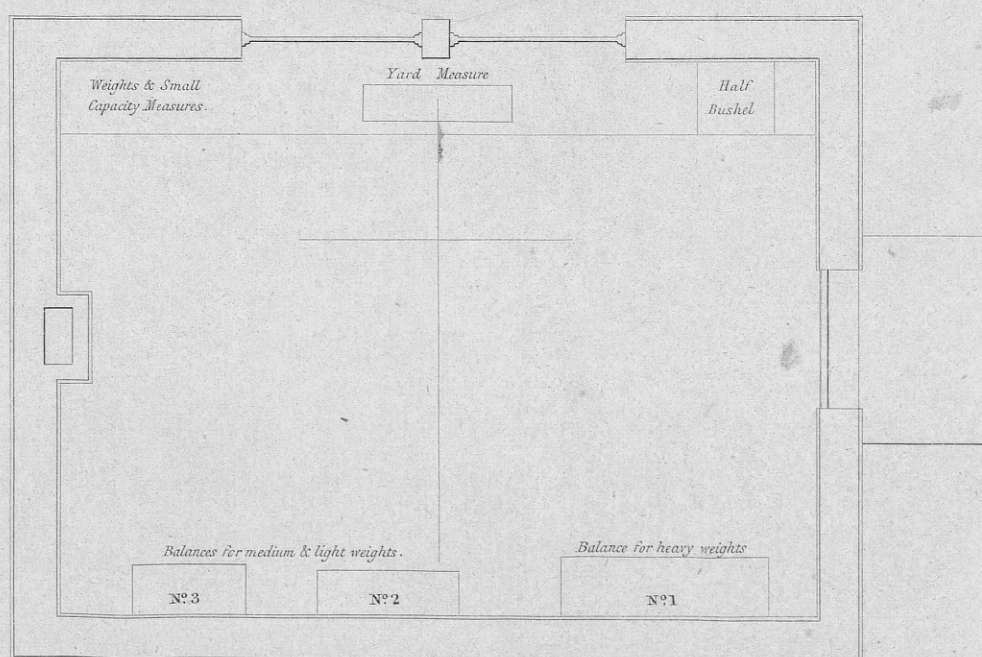 Weights & Small
Capacity Measures.
Yard Measure
Half
Bushel
Balances for medium & light weights.
Balance for heavy weights
Nº 3
Nº 2
Nº 1